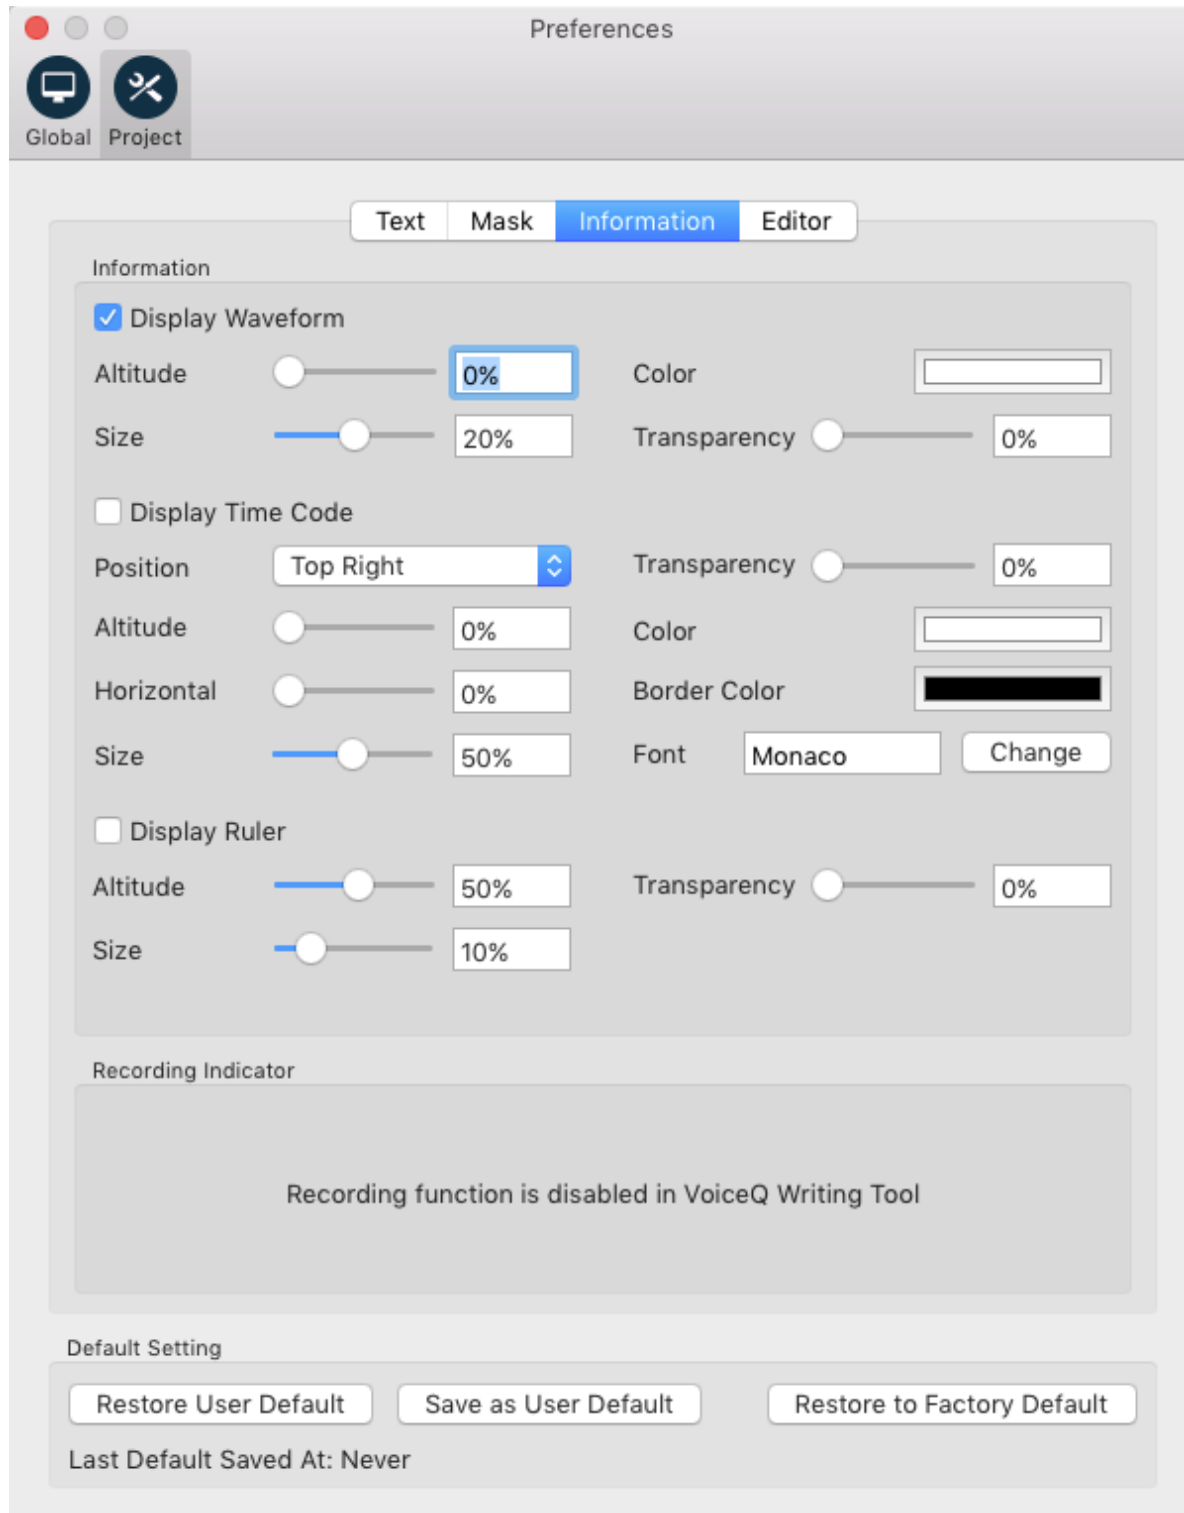 Preferences
Global Project
Text Mask Information Editor
Information
Display Waveform
Altitude 0% Color
Size 20% Transparency 0%
Display Time Code
Position Top Right Transparency 0%
Altitude 0% Color
Horizontal 0% Border Color
Size 50% Font Monaco Change
Display Ruler
Altitude 50% Transparency 0%
Size 10%
Recording Indicator
Recording function is disabled in VoiceQ Writing Tool
Default Setting
Restore User Default Save as User Default Restore to Factory Default
Last Default Saved At: Never